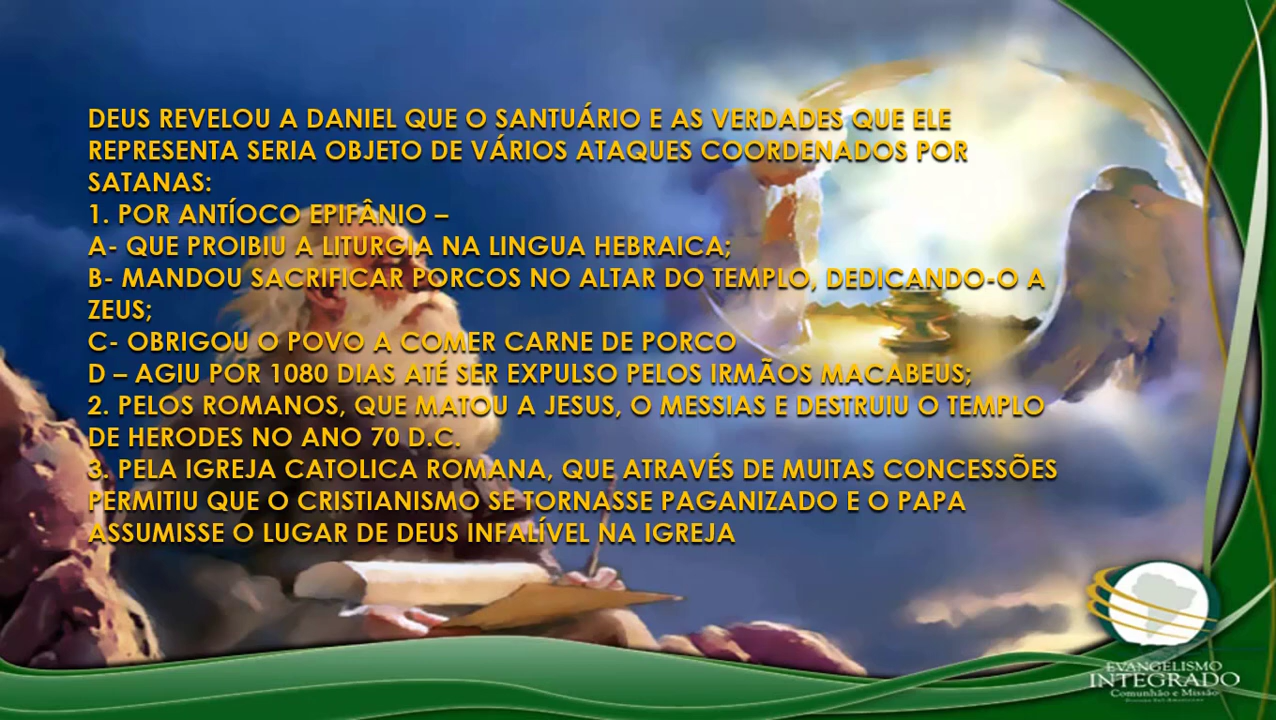 DEUS REVELOU A DANIEL QUE O SANTUÁRIO E AS VERDADES QUE ELE
REPRESENTA SERIA OBJETO DE VÁRIOS ATAQUES COORDENADOS POR
SATANAS:
1. POR ANTÍOCO EPIFÂNIO –
A- QUE PROIBIU A LITURGIA NA LINGUA HEBRAICA;
B- MANDOU SACRIFICAR PORCOS NO ALTAR DO TEMPLO, DEDICANDO-O A
ZEUS;
C- OBRIGOU O POVO A COMER CARNE DE PORCO
D – AGIU POR 1080 DIAS ATÉ SER EXPULSO PELOS IRMÃOS MACABEUS;
2. PELOS ROMANOS, QUE MATOU A JESUS, O MESSIAS E DESTRUIU O TEMPLO
DE HERODES NO ANO 70 D.C.
3. PELA IGREJA CATOLICA ROMANA, QUE ATRAVÉS DE MUITAS CONCESSÕES
PERMITIU QUE O CRISTIANISMO SE TORNASSE PAGANIZADO E O PAPA
ASSUMISSE O LUGAR DE DEUS INFALÍVEL NA IGREJA
EVANGELISMO
INTEGRADO
Comunhão e Missão